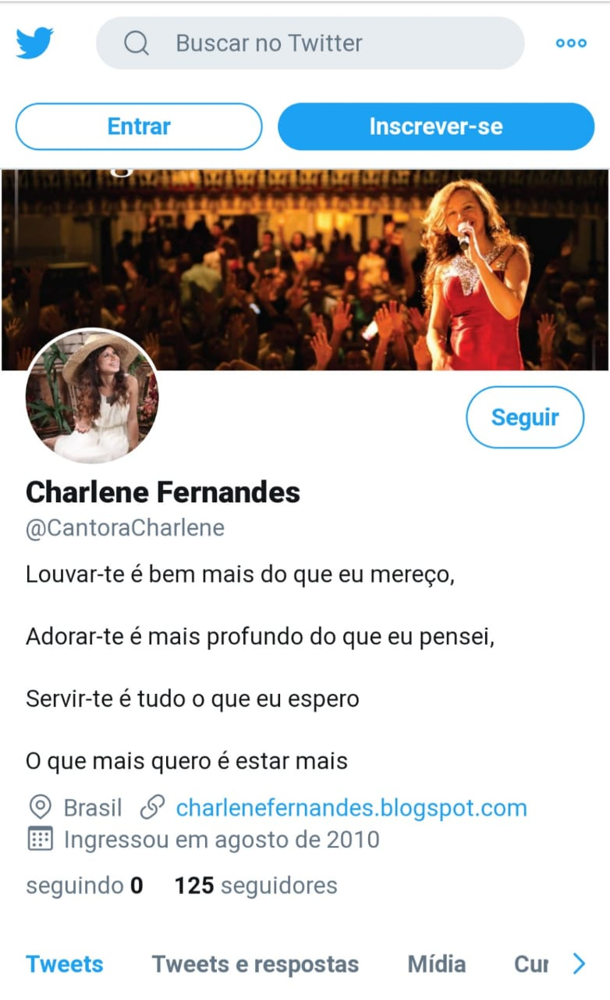 Buscar no Twitter
Entrar
Inscrever-se
Seguir
Charlene Fernandes
@CantoraCharlene
Louvar-te é bem mais do que eu mereço,
Adorar-te é mais profundo do que eu pensei,
Servir-te é tudo o que eu espero
O que mais quero é estar mais
Brasil charlenefernandes.blogspot.com
Ingressou em agosto de 2010
seguindo 0 125 seguidores
Tweets Tweets e respostas Mídia